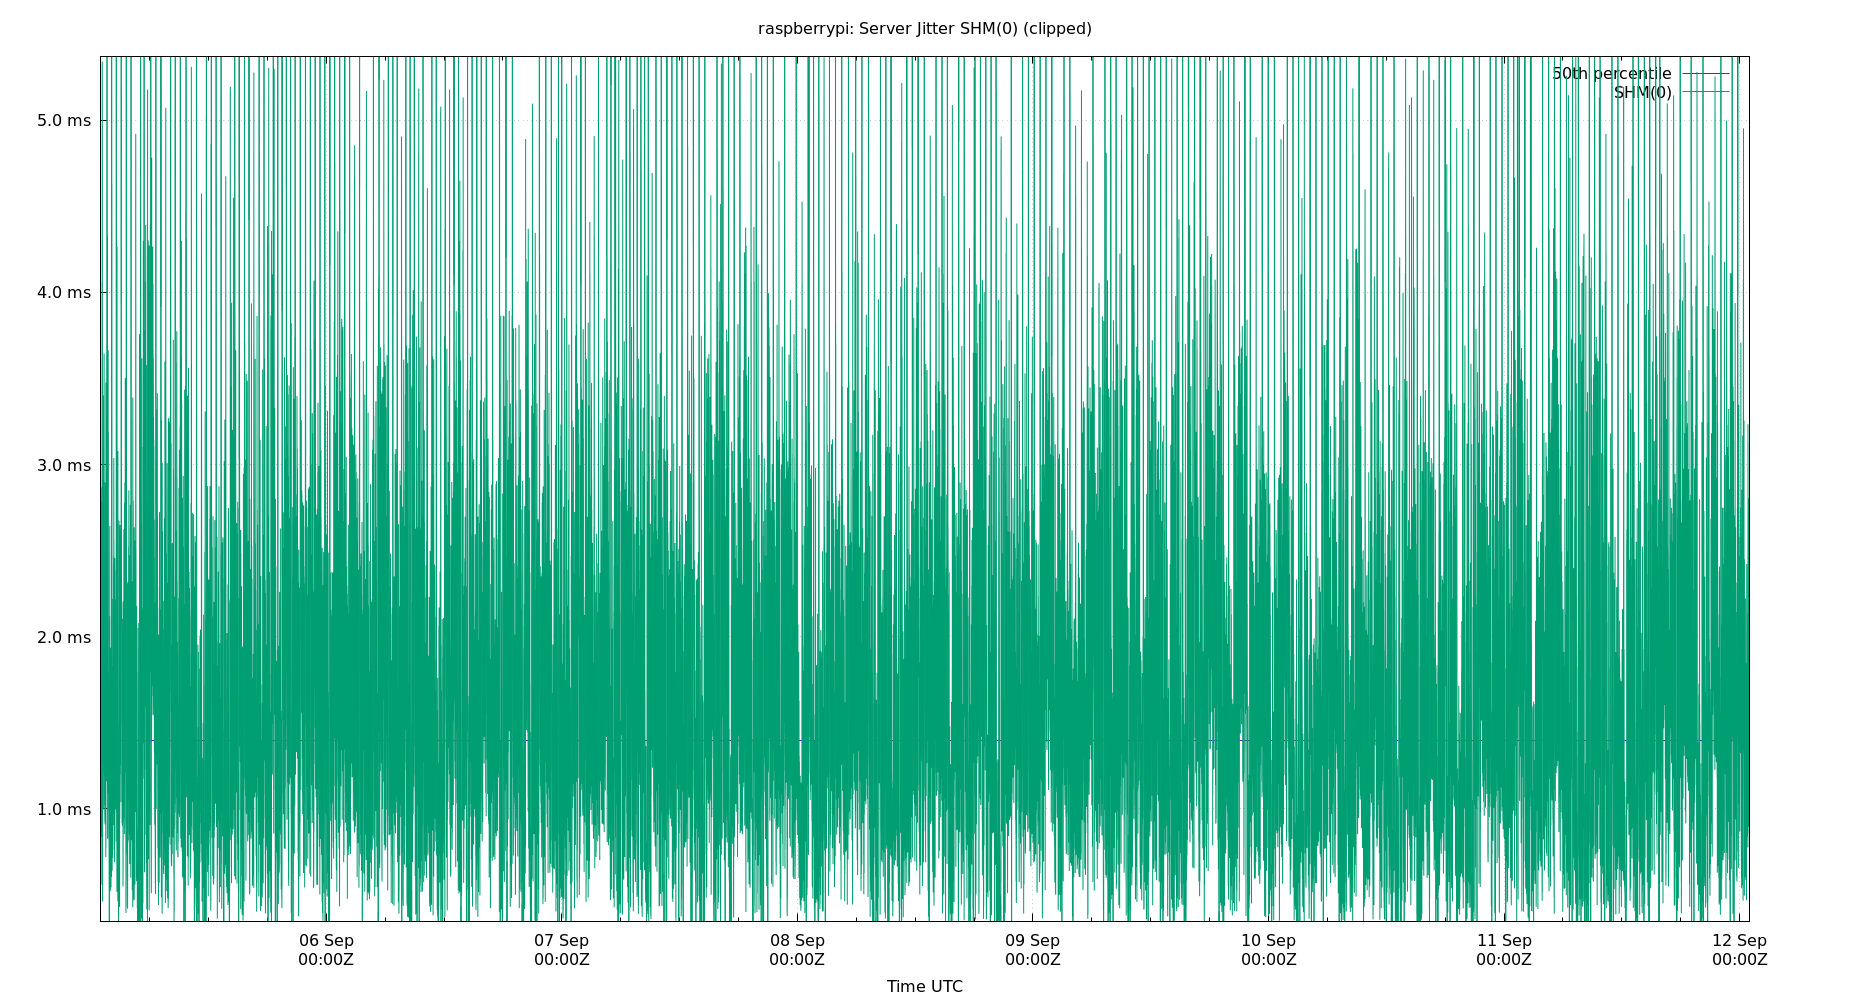 raspberrypi: Server Jitter SHM(0) (clipped)
50th percentile
SHM(0)
5.0 ms
4.0 ms
3.0 ms
2.0 ms
1.0 ms
06 Sep 07 Sep 08 Sep 09 Sep 10 Sep 11 Sep 12 Sep
00:00Z 00:00Z 00:00Z 00:00Z 00:00Z 00:00Z 00:00Z
Time UTC